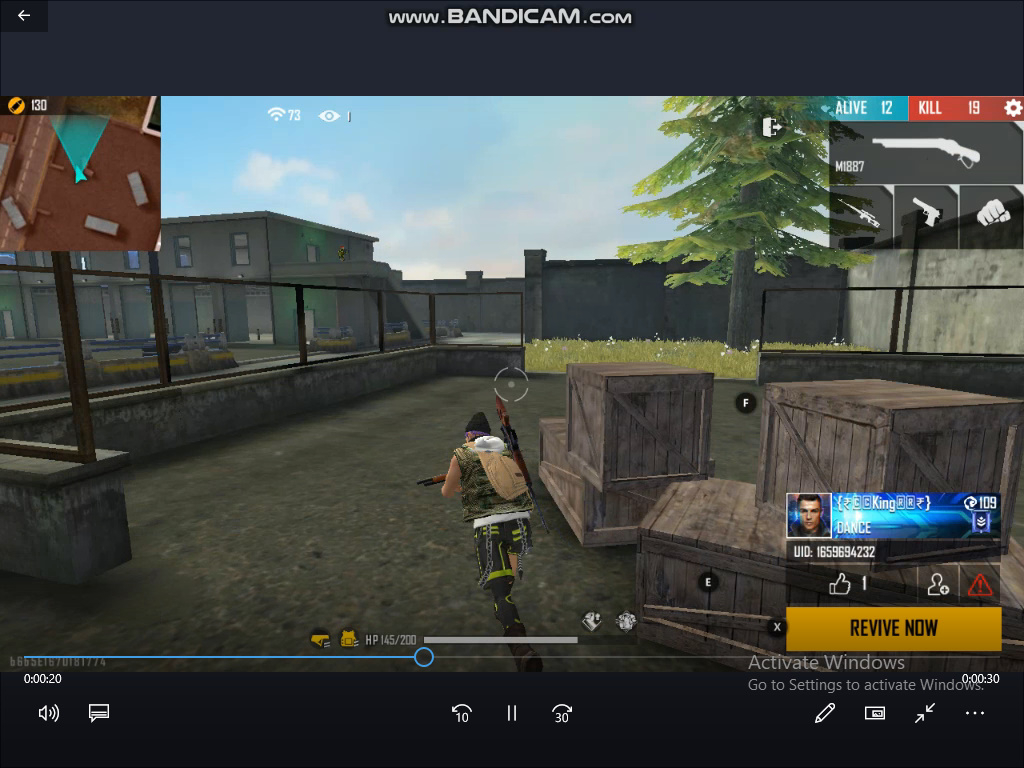 www.BANDICAM.com
130
73
1
ALIVE 12
KILL 19
M1887
F
King
109
DANCE
UID: 1659694232
1
E
HP 145/200
X
REVIVE NOW
Activate Windows
Go to Settings to activate Windows.
0:00:20
0:00:30
10
30